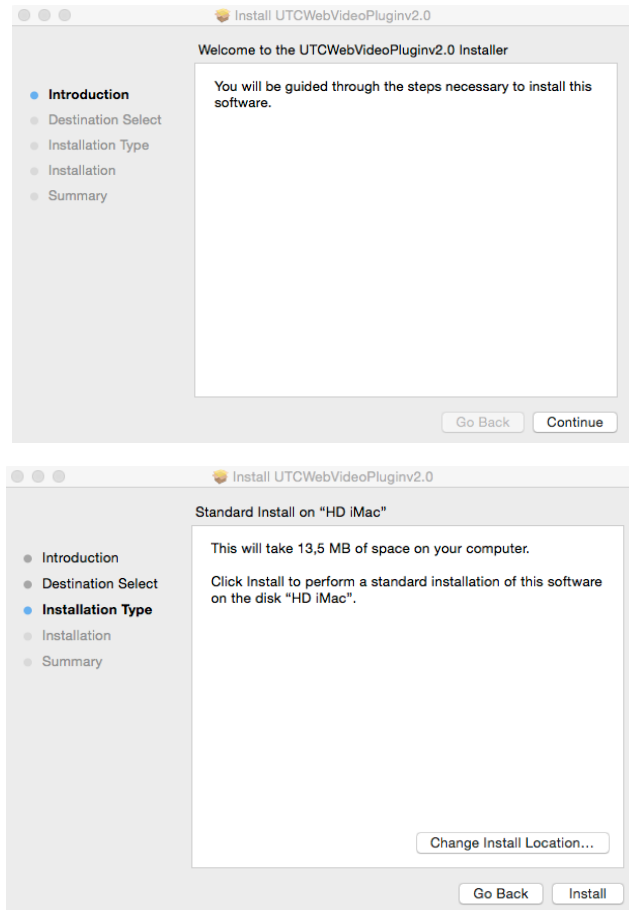 Install UTCWebVideoPluginv2.0
Welcome to the UTCWebVideoPluginv2.0 Installer
Introduction
Destination Select
Installation Type
Installation
Summary
You will be guided through the steps necessary to install this
software.
Go Back
Continue
Install UTCWebVideoPluginv2.0
Standard Install on “HD iMac”
Introduction
Destination Select
Installation Type
Installation
Summary
This will take 13,5 MB of space on your computer.
Click Install to perform a standard installation of this software
on the disk “HD iMac”.
Change Install Location...
Go Back
Install